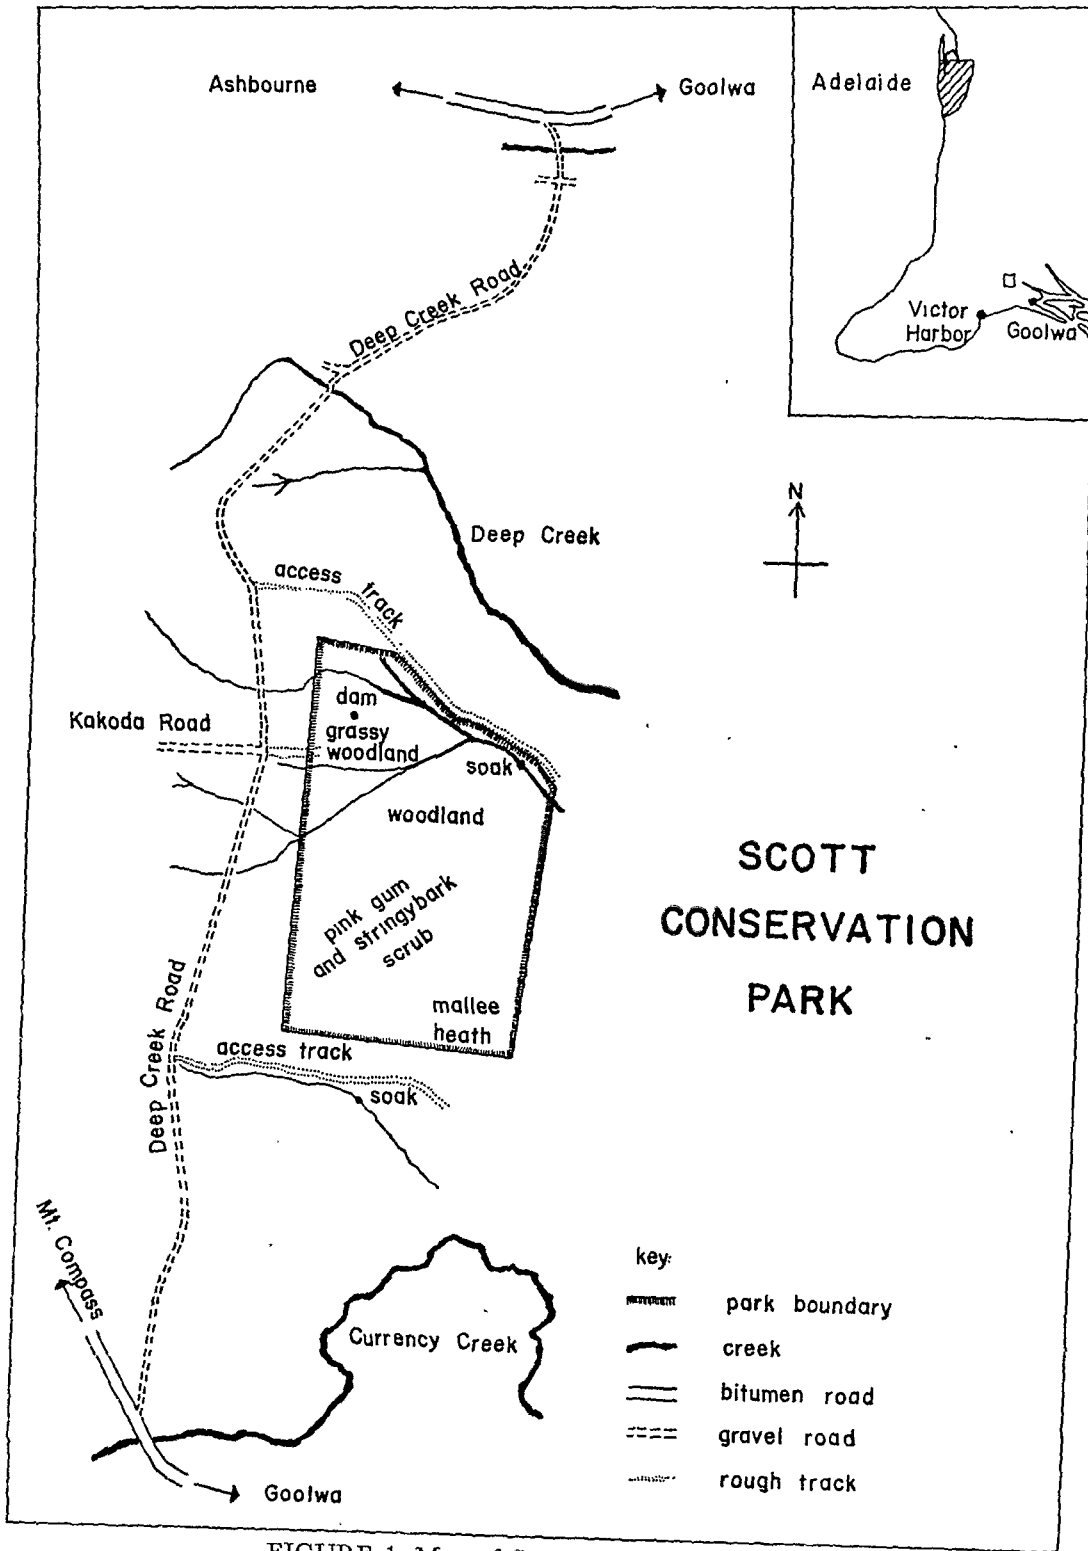 Ashbourne
Goolwa
Adelaide
Victor
Harbor
Goolwa
Deep Creek Road
N
Deep Creek
access
track
dam
Kakoda Road
grassy
woodland
soak
woodland
SCOTT
CONSERVATION
PARK
pink gum
and stringybark
scrub
mallee
heath
Deep Creek Road
access track
soak
Mt. Compass
key:
park boundary
Currency Creek
creek
bitumen road
gravel road
rough track
Goolwa
FIGURE 1